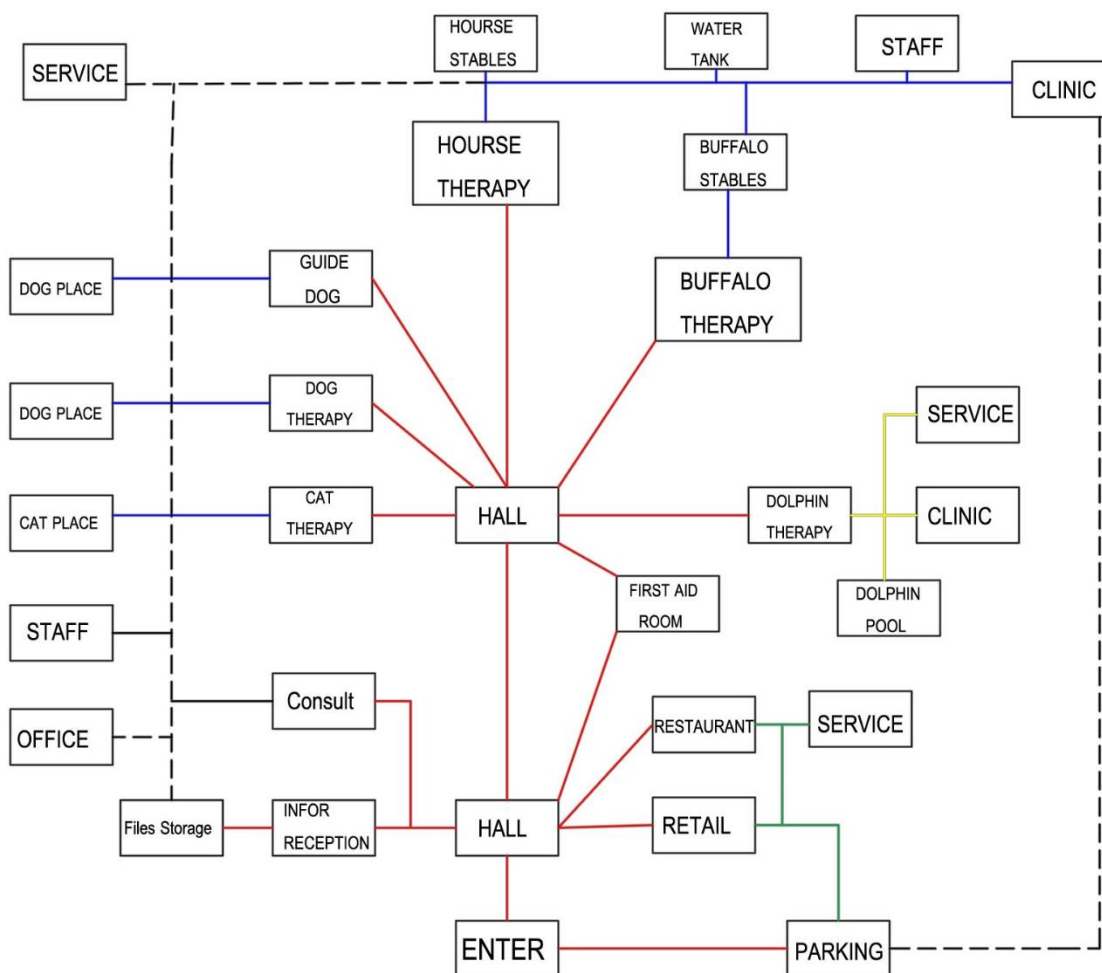 SERVICE
HOURSE
STABLES
WATER
TANK
STAFF
CLINIC
HOURSE
THERAPY
BUFFALO
STABLES
DOG PLACE
GUIDE
DOG
BUFFALO
THERAPY
DOG PLACE
DOG
THERAPY
SERVICE
CAT PLACE
CAT
THERAPY
HALL
DOLPHIN
THERAPY
CLINIC
FIRST AID
ROOM
DOLPHIN
POOL
STAFF
Consult
RESTAURANT
SERVICE
OFFICE
Files Storage
INFOR
RECEPTION
HALL
RETAIL
ENTER
PARKING